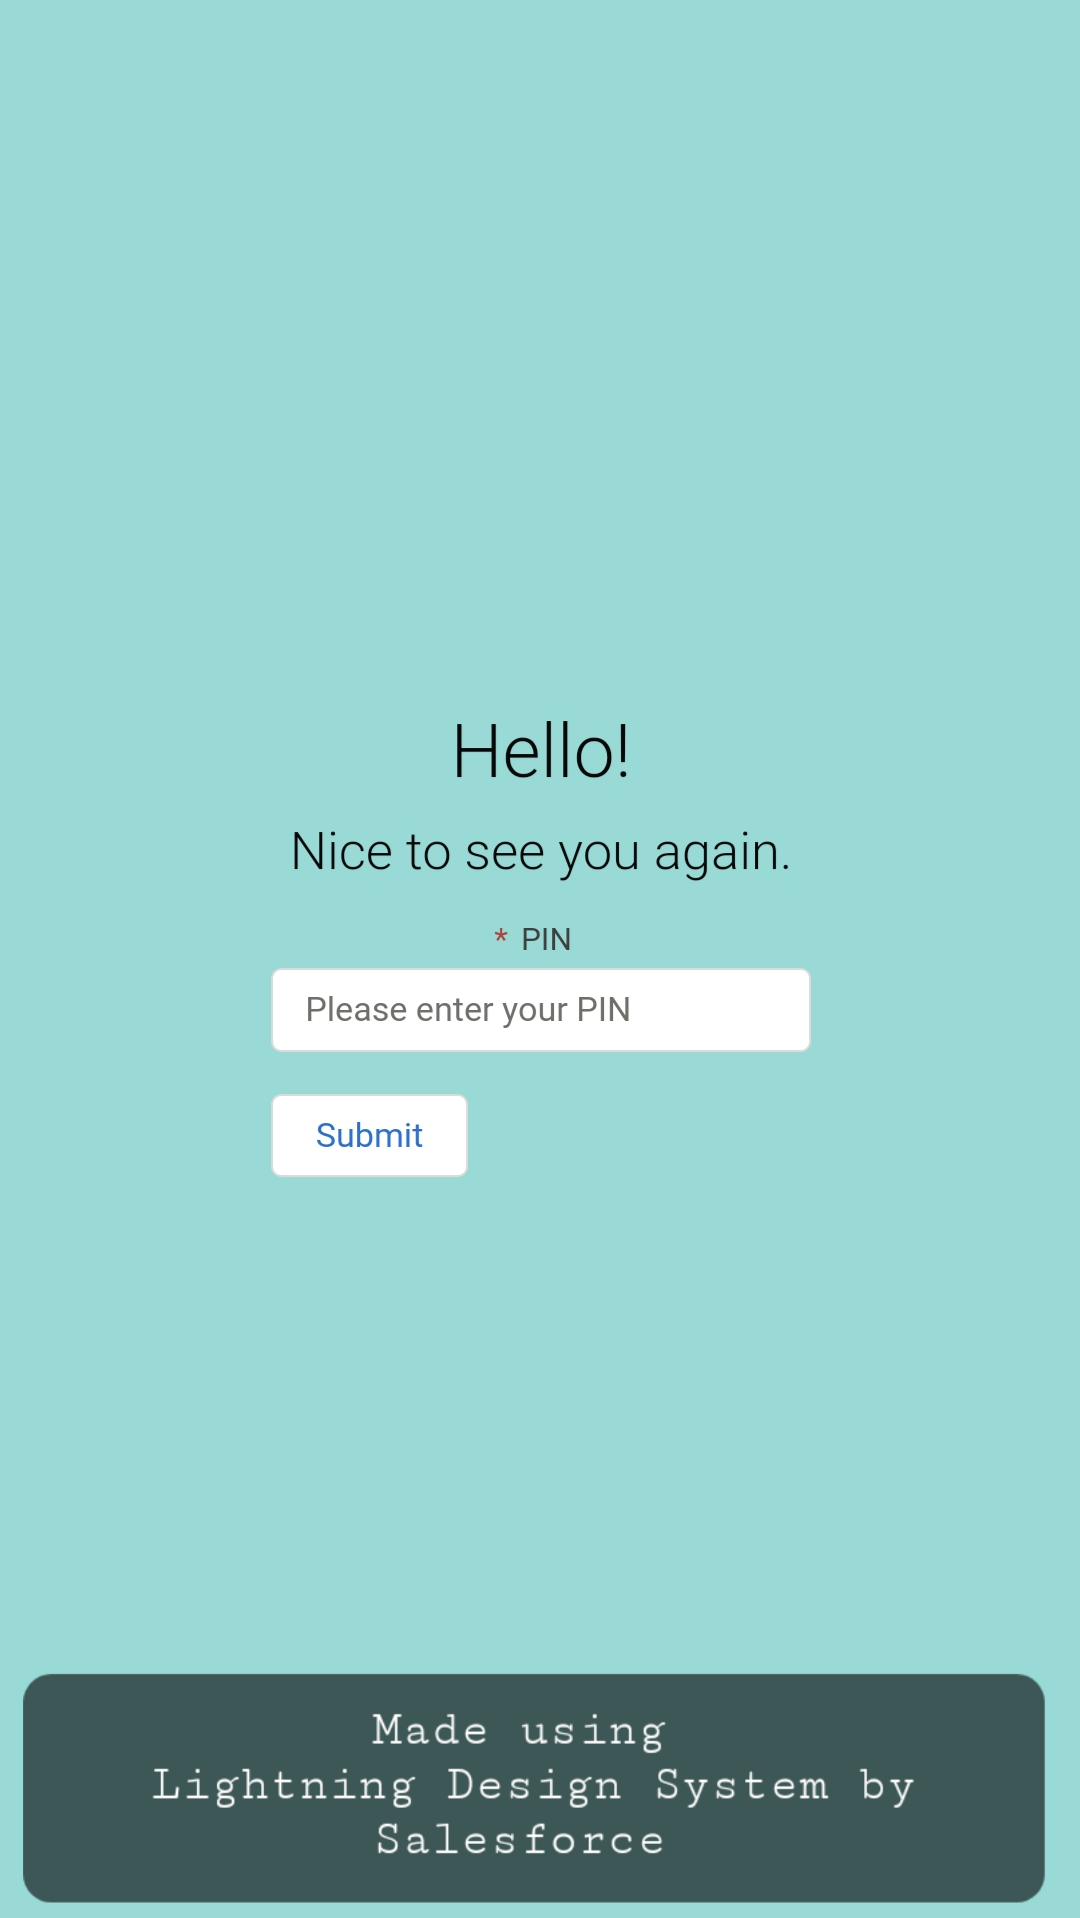 Hello!
Nice to see you again.
* PIN
Please enter your PIN
Submit
Made using
Lightning Design System by
Salesforce